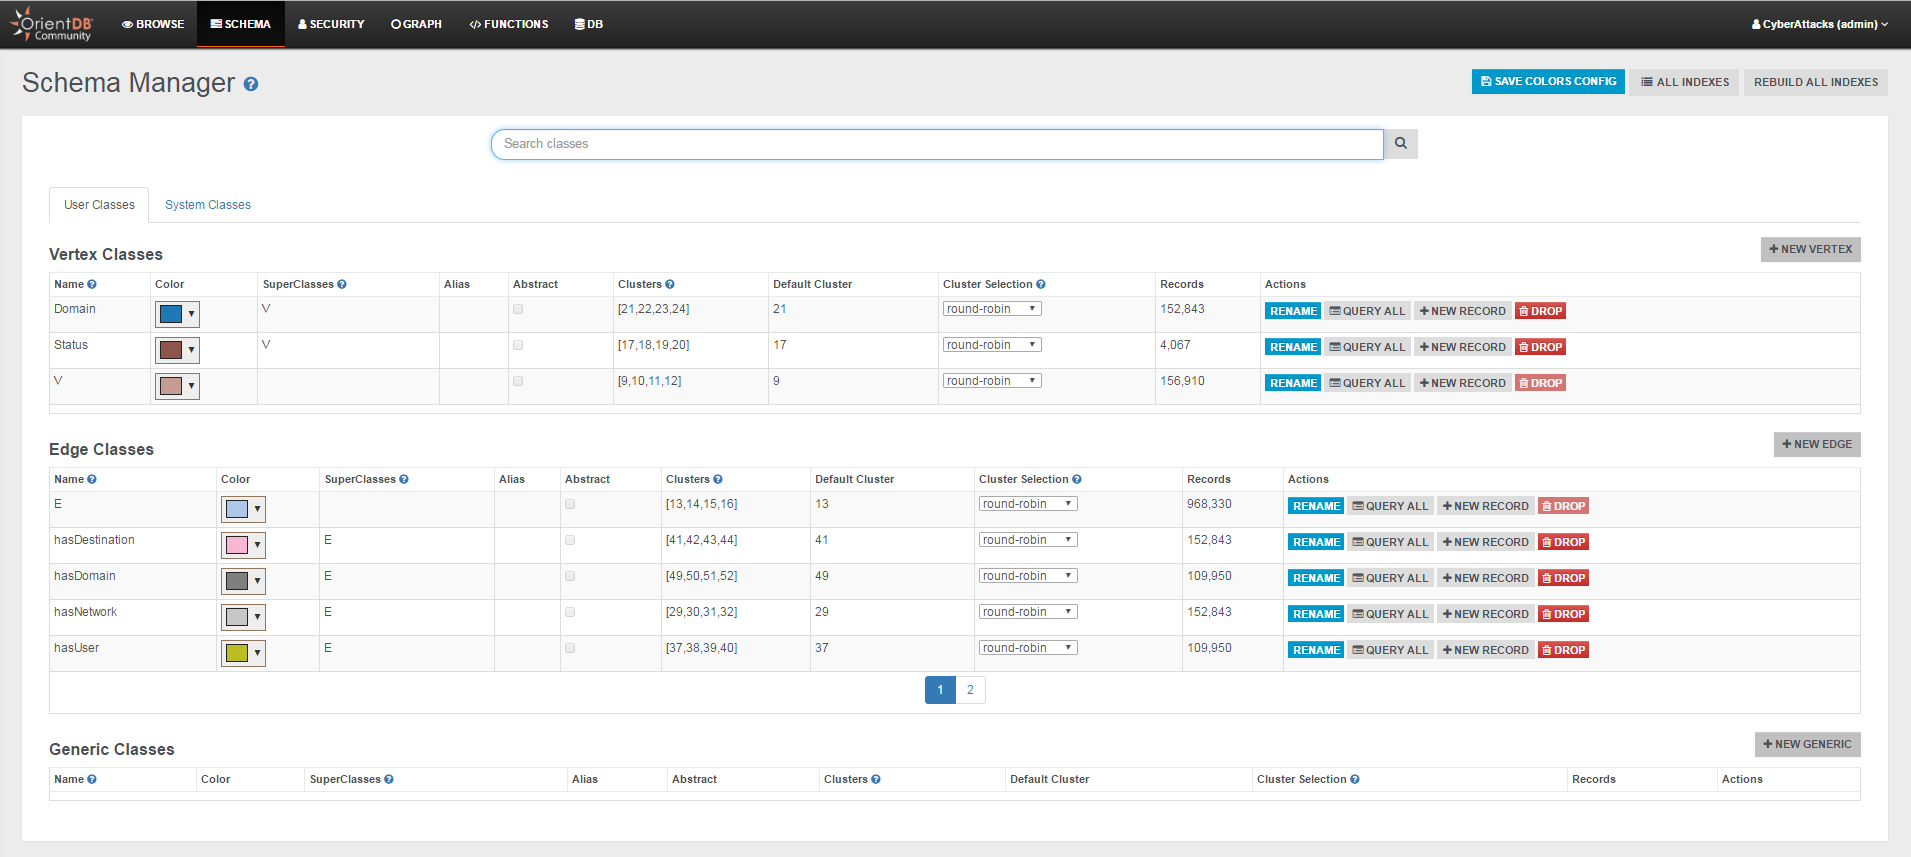 OrientDB® Community BROWSE SCHEMA SECURITY GRAPH FUNCTIONS DB CyberAttacks (admin)
Schema Manager SAVE COLORS CONFIG ALL INDEXES REBUILD ALL INDEXES
Search classes
User Classes System Classes
Vertex Classes NEW VERTEX
Name Color SuperClasses Alias Abstract Clusters Default Cluster Cluster Selection Records Actions
Domain V [21,22,23,24] 21 round-robin 152,843 RENAME QUERY ALL NEW RECORD DROP
Status V [17,18,19,20] 17 round-robin 4,067 RENAME QUERY ALL NEW RECORD DROP
V [9,10,11,12] 9 round-robin 156,910 RENAME QUERY ALL NEW RECORD DROP
Edge Classes NEW EDGE
Name Color SuperClasses Alias Abstract Clusters Default Cluster Cluster Selection Records Actions
E [13,14,15,16] 13 round-robin 968,330 RENAME QUERY ALL NEW RECORD DROP
hasDestination E [41,42,43,44] 41 round-robin 152,843 RENAME QUERY ALL NEW RECORD DROP
hasDomain E [49,50,51,52] 49 round-robin 109,950 RENAME QUERY ALL NEW RECORD DROP
hasNetwork E [29,30,31,32] 29 round-robin 152,843 RENAME QUERY ALL NEW RECORD DROP
hasUser E [37,38,39,40] 37 round-robin 109,950 RENAME QUERY ALL NEW RECORD DROP
1 2
Generic Classes NEW GENERIC
Name Color SuperClasses Alias Abstract Clusters Default Cluster Cluster Selection Records Actions